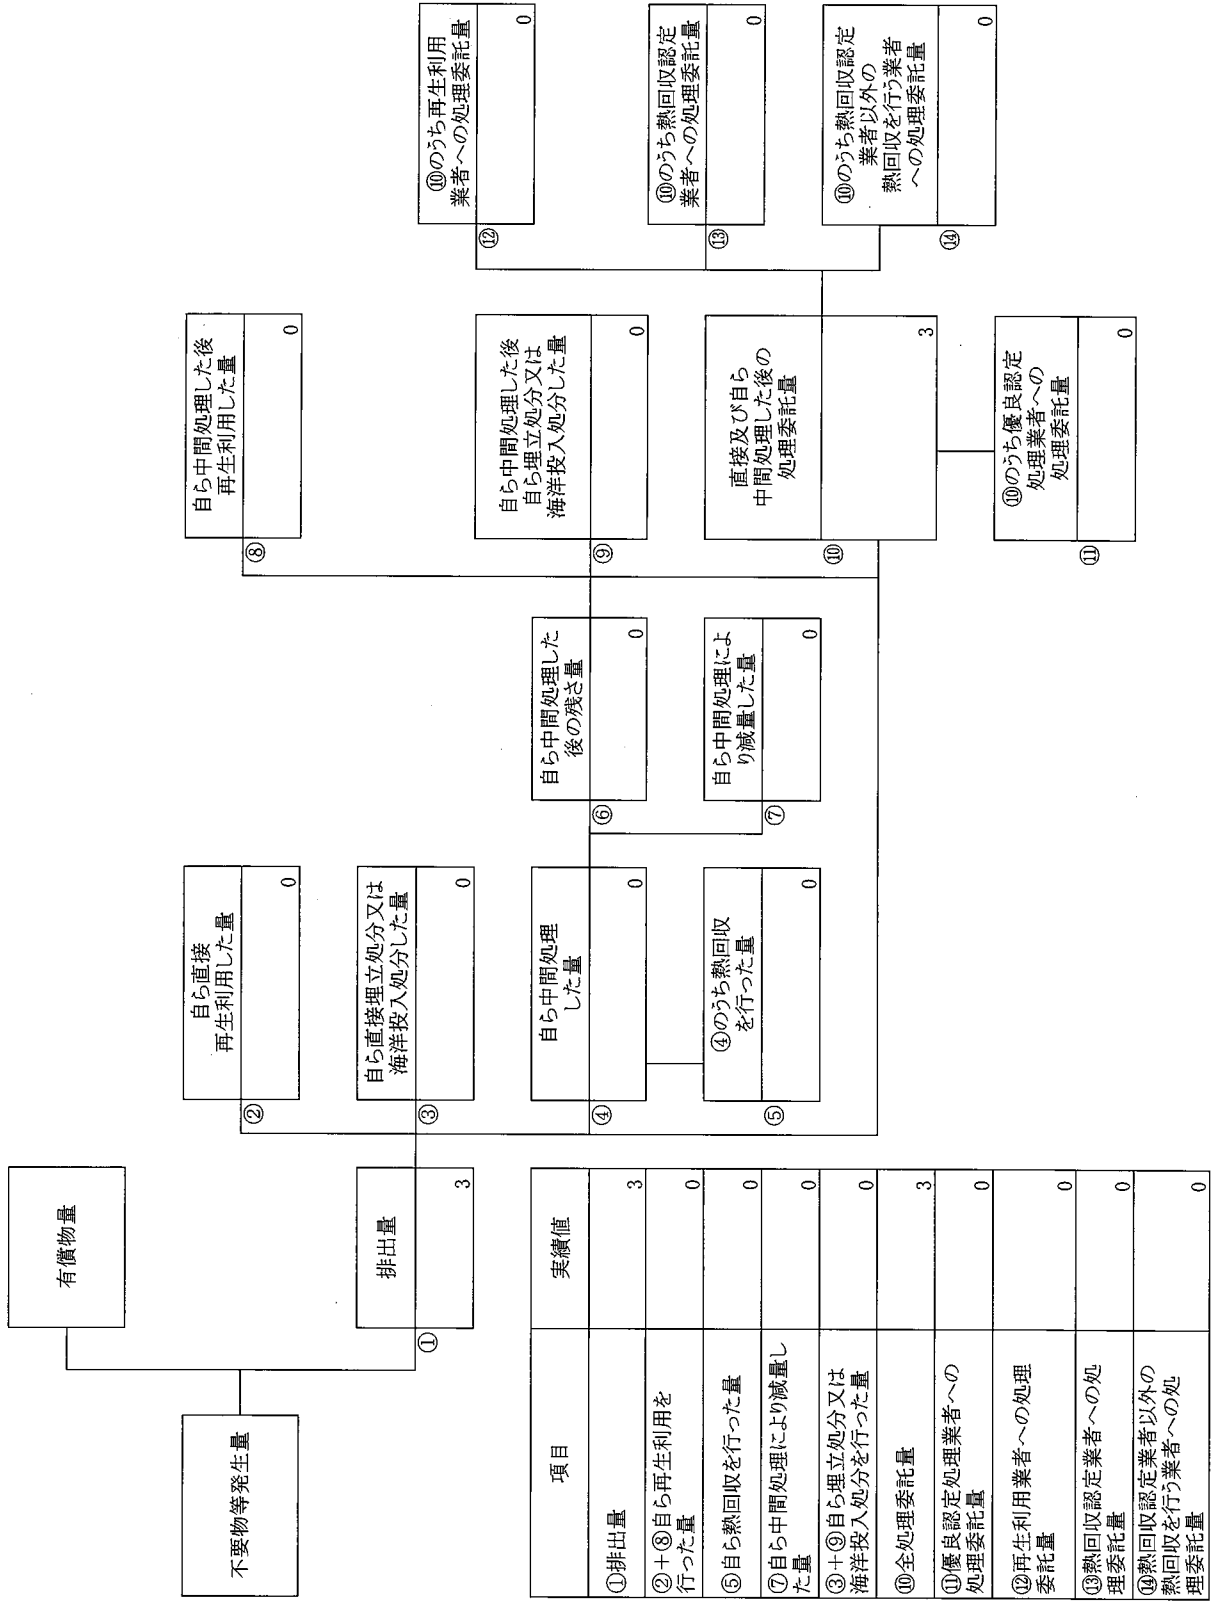 不要物等発生量
有償物量
①
排出量
3
②
自ら直接
再生利用した量
0
③
自ら直接埋立処分又は
海洋投入処分した量
0
④
自ら中間処理
した量
0
⑤
④のうち熱回収
を行った量
0
⑥
自ら中間処理した
後の残さ量
0
⑦
自ら中間処理によ
り減量した量
0
⑧
自ら中間処理した後
再生利用した量
0
⑨
自ら中間処理した後
自ら埋立処分又は
海洋投入処分した量
0
⑩
直接及び自ら
中間処理した後の
処理委託量
3
⑪
⑩のうち優良認定
処理業者への
処理委託量
0
⑫
⑩のうち再生利用
業者への処理委託量
0
⑬
⑩のうち熱回収認定
業者への処理委託量
0
⑭
⑩のうち熱回収認定
業者以外の
熱回収を行う業者
への処理委託量
0
項目 実績値
①排出量 3
②+⑧自ら再生利用を
行った量 0
⑤自ら熱回収を行った量 0
⑦自ら中間処理により減量し
た量 0
③+⑨自ら埋立処分又は
海洋投入処分を行った量 0
⑩全処理委託量 3
⑪優良認定処理業者への
処理委託量 0
⑫再生利用業者への処理
委託量 0
⑬熱回収認定業者への処
理委託量 0
⑭熱回収認定業者以外の
熱回収を行う業者への処
理委託量 0